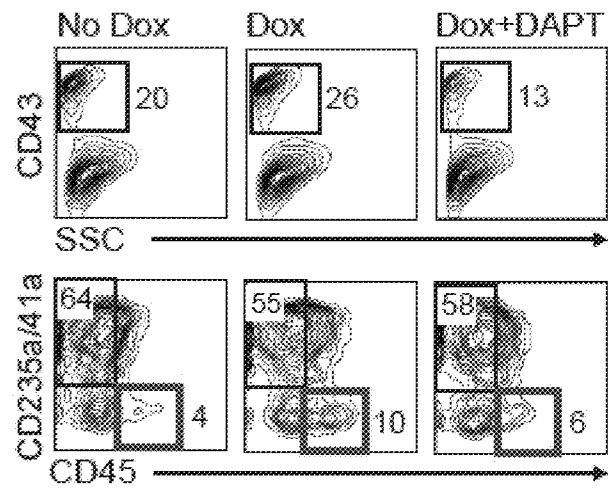 No Dox Dox Dox+DAPT
CD43
20 26 13
SSC
CD235a/41a
64 55 58
4 10 6
CD45